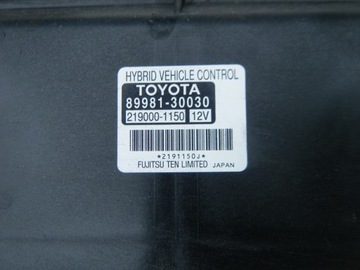 HYBRID VEHICLE CONTROL
TOYOTA
89981-30030
219000-1150 12V
*2191150J*
FUJITSU TEN LIMITED JAPAN